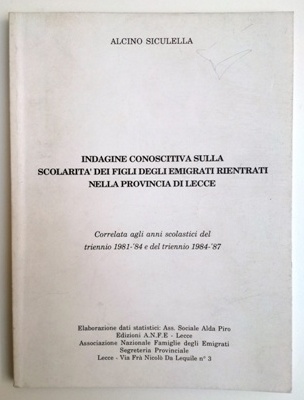 ALCINO SICULELLA
INDAGINE CONOSCITIVA SULLA
SCOLARITA' DEI FIGLI DEGLI EMIGRATI RIENTRATI
NELLA PROVINCIA DI LECCE
Correlata agli anni scolastici del
triennio 1981-'84 e del triennio 1984-'87
Elaborazione dati statistici: Ass. Sociale Alda Piro
Edizioni A.N.F.E - Lecce
Associazione Nazionale Famiglie degli Emigrati
Segreteria Provinciale
Lecce - Via Frà Nicolò Da Lequile n° 3